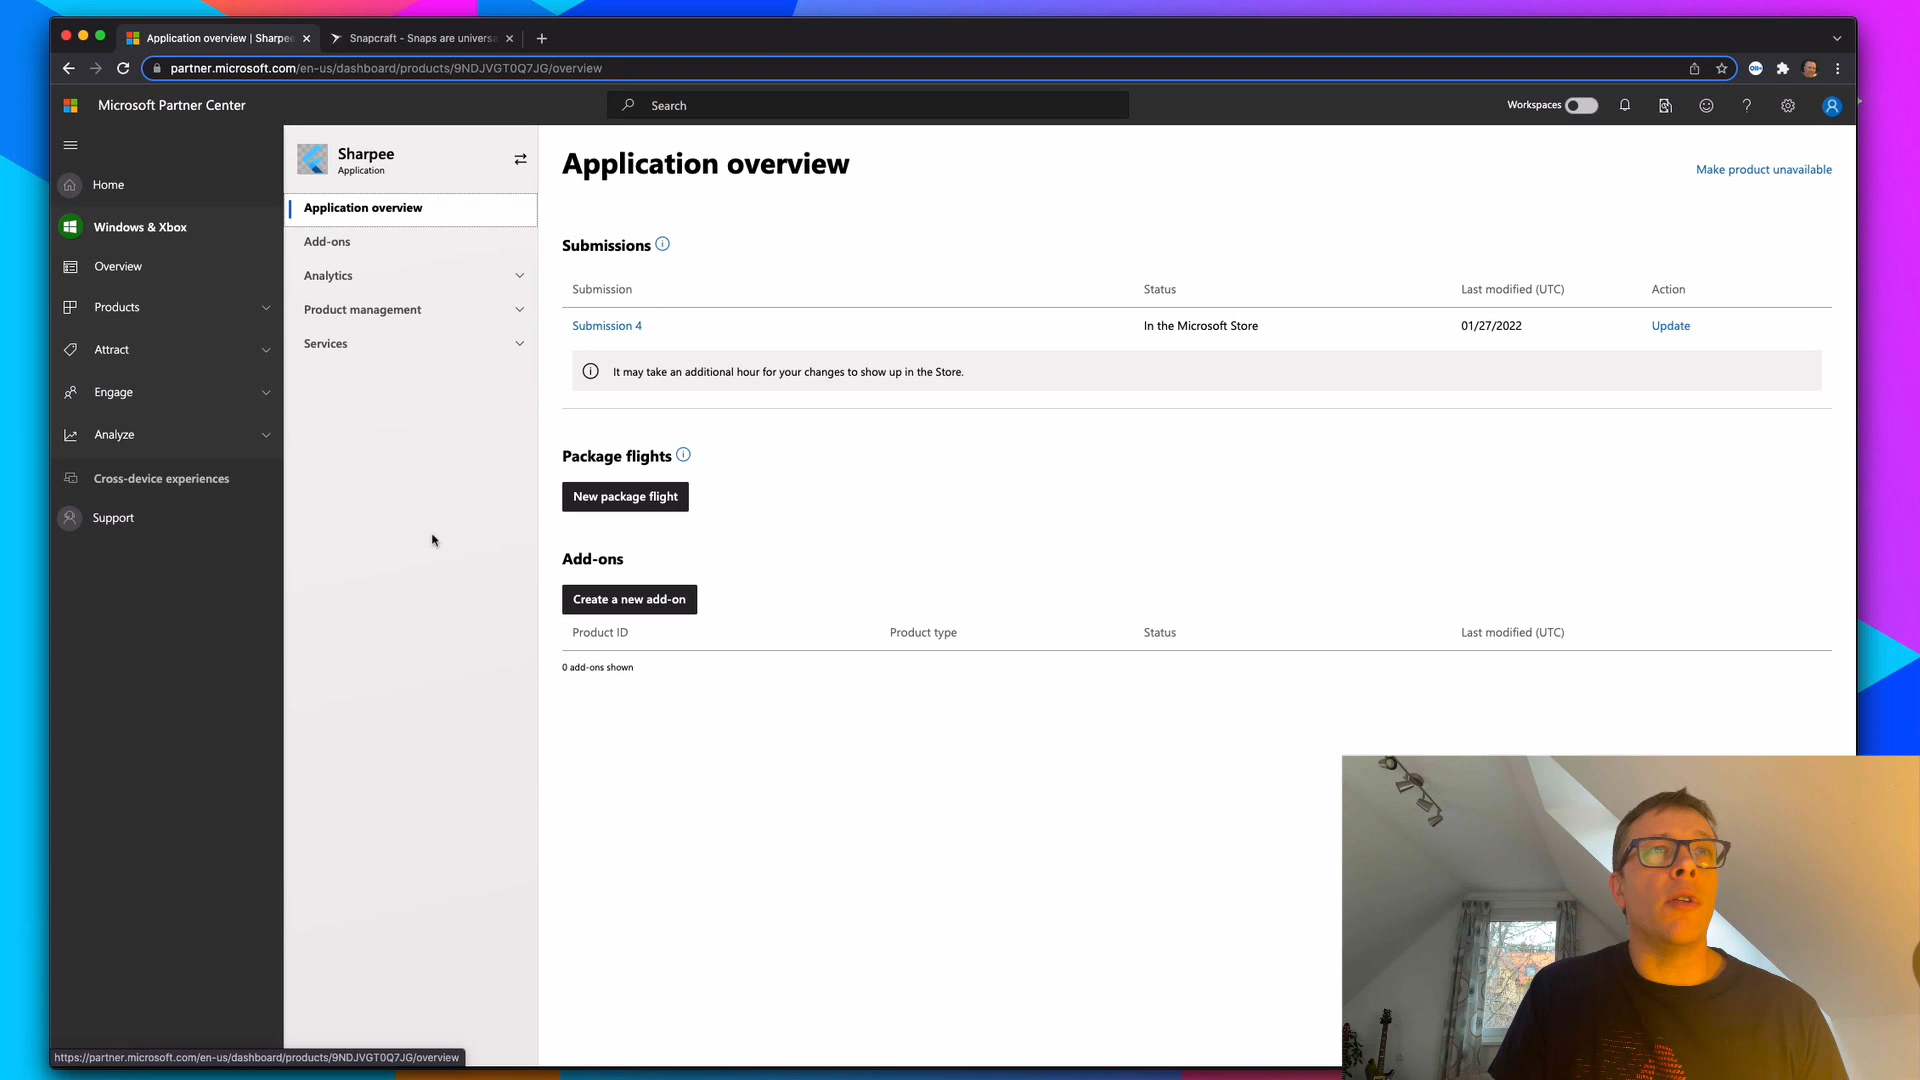 Application overview | Sharpee
Snapcraft - Snaps are universa
partner.microsoft.com/en-us/dashboard/products/9NDJVGT0Q7JG/overview
Microsoft Partner Center
Search
Workspaces
Home
Windows & Xbox
Overview
Products
Attract
Engage
Analyze
Cross-device experiences
Support
Sharpee
Application
Application overview
Add-ons
Analytics
Product management
Services
Application overview
Make product unavailable
Submissions
Submission Status Last modified (UTC) Action
Submission 4 In the Microsoft Store 01/27/2022 Update
It may take an additional hour for your changes to show up in the Store.
Package flights
New package flight
Add-ons
Create a new add-on
Product ID Product type Status Last modified (UTC)
0 add-ons shown
https://partner.microsoft.com/en-us/dashboard/products/9NDJVGT0Q7JG/overview